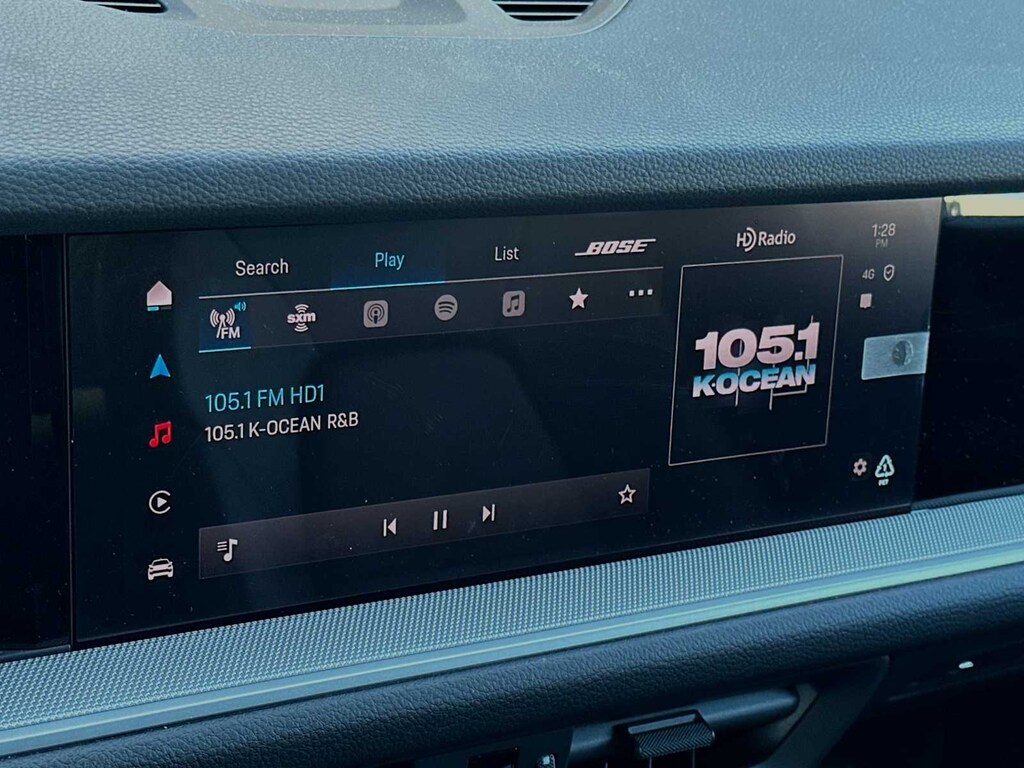 Search
Play
List
BOSE
HD Radio
1:28
PM
4G
FM
sxm
105.1 FM HD1
105.1 K-OCEAN R&B
105.1
K-OCEAN